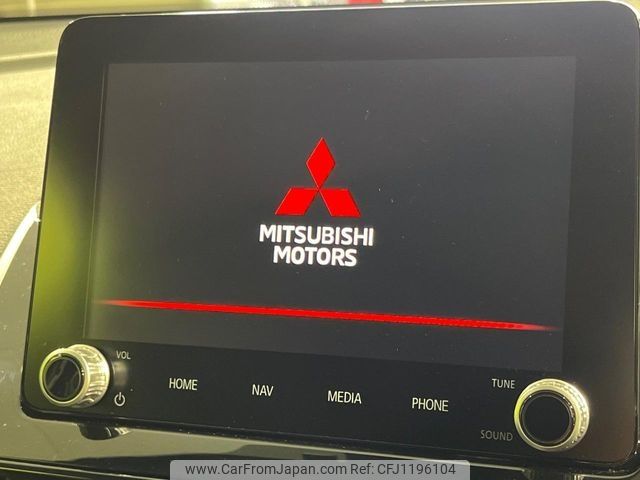 MITSUBISHI
MOTORS
VOL
HOME
NAV
MEDIA
PHONE
TUNE
SOUND
www.CarFromJapan.com Ref:CFJ1196104